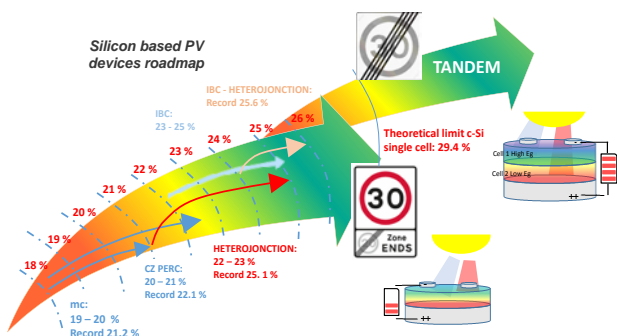 Silicon based PV
devices roadmap
30
TANDEM
IBC - HETEROJONCTION:
Record 25.6%
IBC:
23 - 25 %
26 %
25 %
24 %
23 %
22 %
21 %
20 %
19 %
18 %
Theoretical limit c-Si
single cell: 29.4 %
Cell 1 High Eg
Cell 2 Low Eg
++
30
Zone
ENDS
HETEROJONCTION:
22 – 23 %
Record 25. 1 %
CZ PERC:
20 – 21 %
Record 22.1 %
mc:
19 – 20 %
Record 21.2 %
++